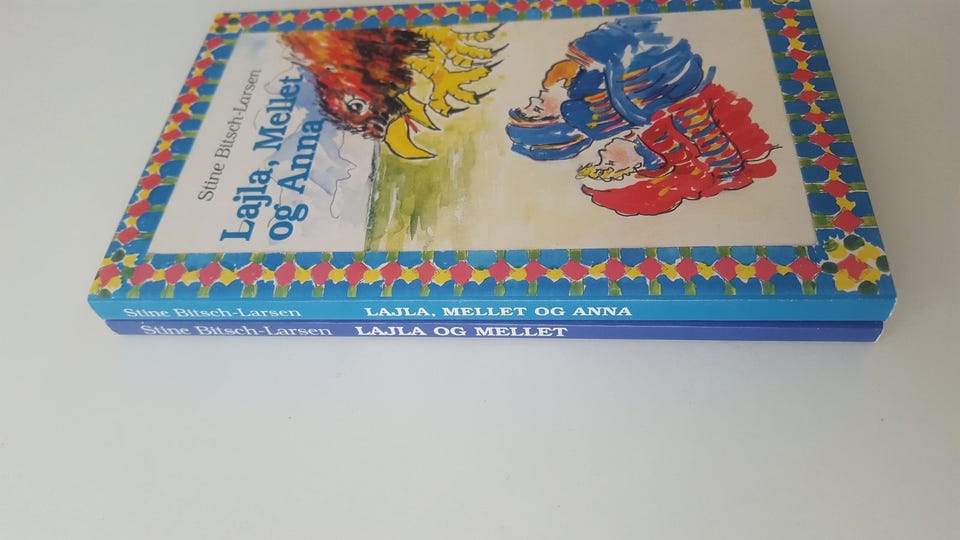 Stine Bitsch-Larsen
Lajla, Mellet
og Anna
Stine Bitsch-Larsen LAJLA, MELLET OG ANNA
Stine Bitsch-Larsen LAJLA OG MELLET